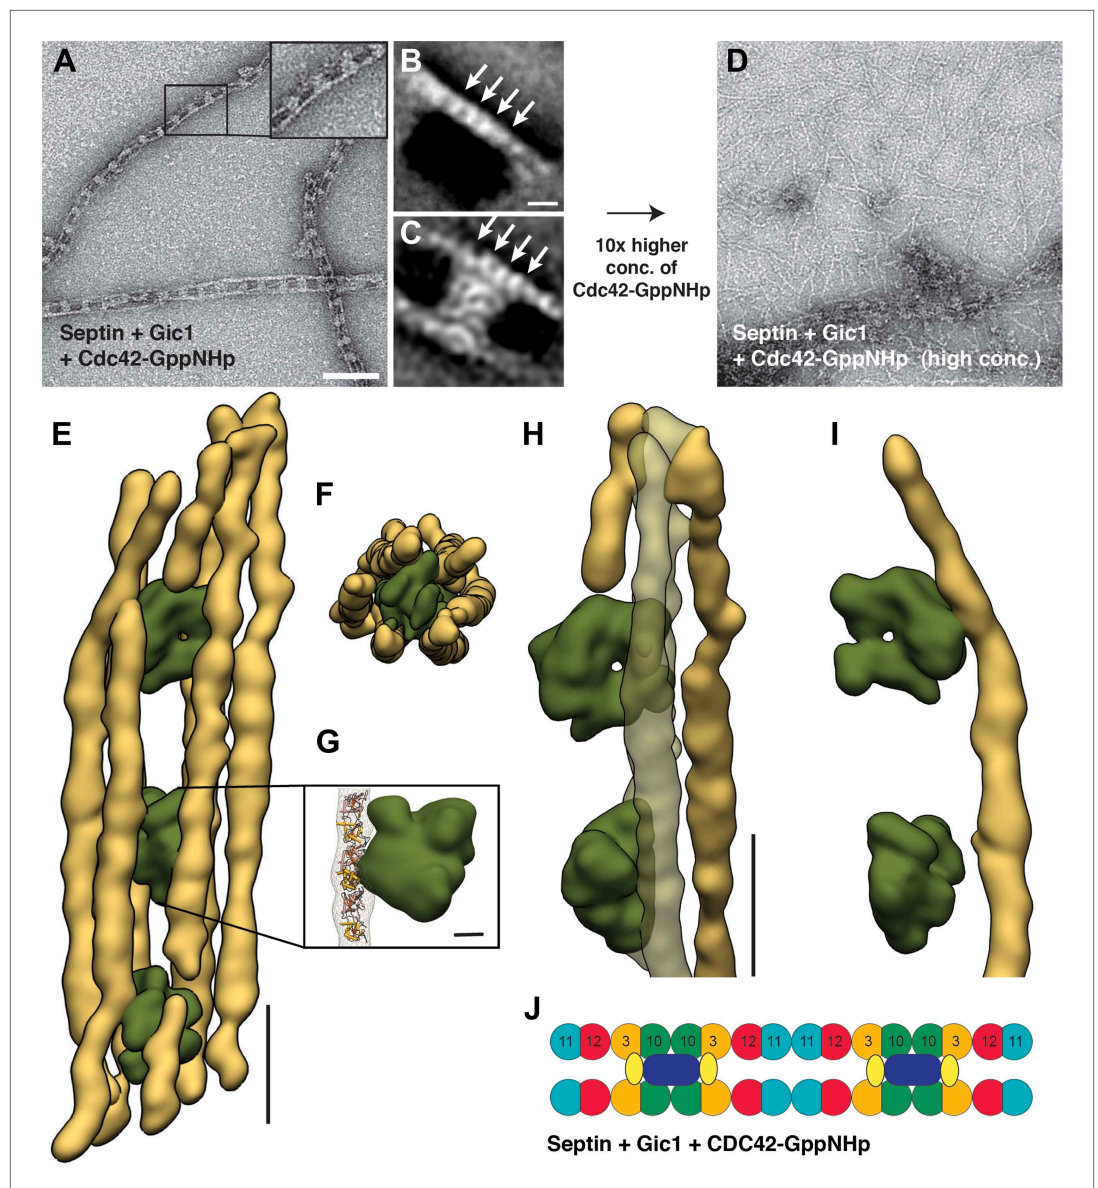 A
B
C
D
Septin + Gic1
+ Cdc42-GppNHp
10x higher
conc. of
Cdc42-GppNHp
Septin + Gic1
+ Cdc42-GppNHp (high conc.)
E
F
G
H
I
J
11 12 3 10 10 3 12 11 11 12 3 10 10 3 12 11
Septin + Gic1 + CDC42-GppNHp